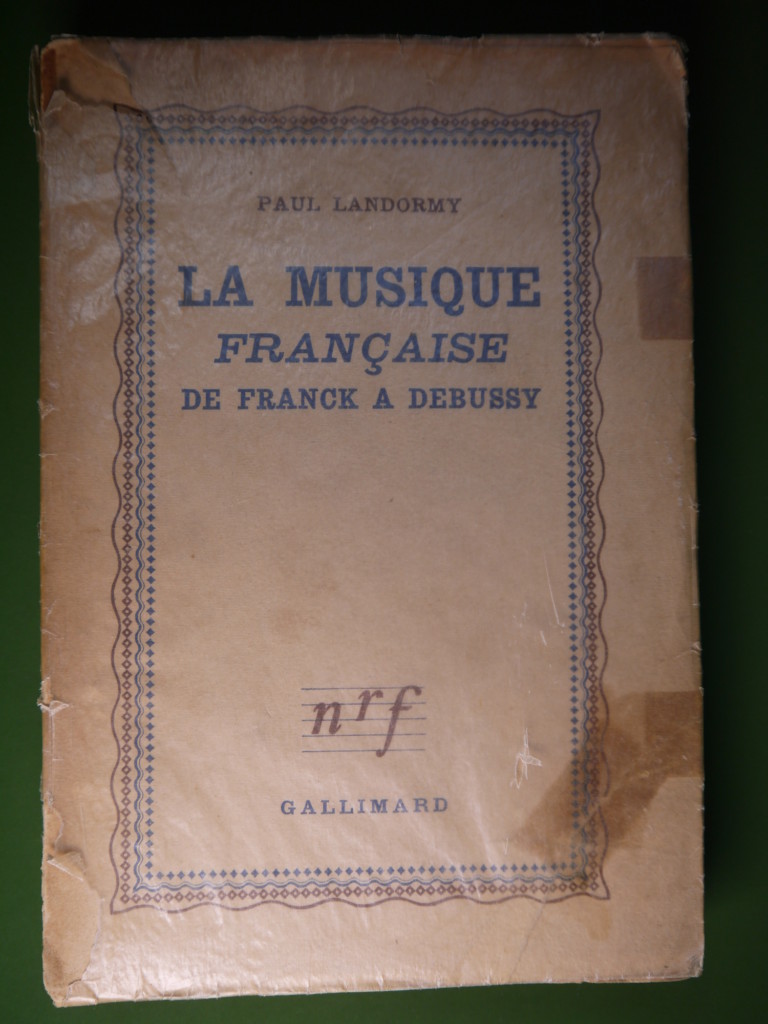 PAUL LANDORMY
LA MUSIQUE
FRANÇAISE
DE FRANCK A DEBUSSY
nrf
GALLIMARD